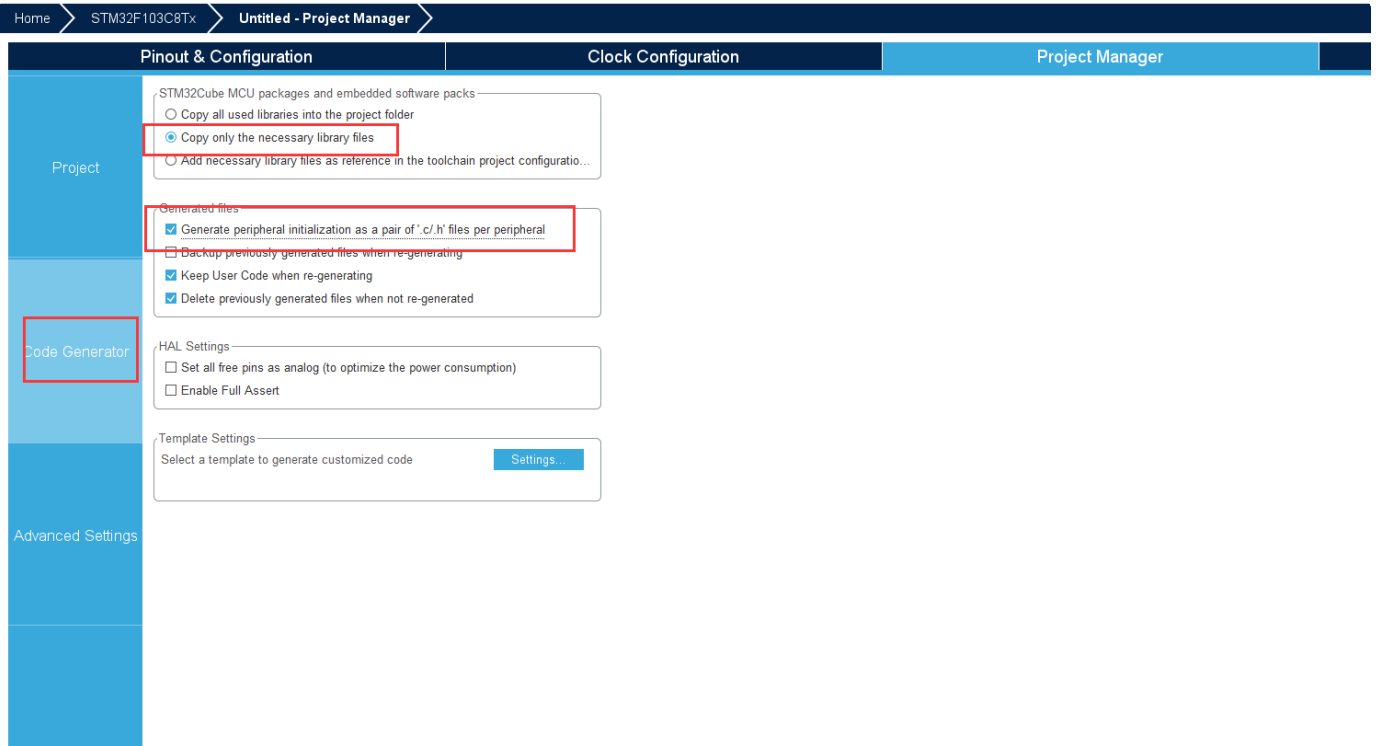 Home STM32F103C8Tx Untitled - Project Manager
Pinout & Configuration Clock Configuration Project Manager
Project
Code Generator
Advanced Settings
STM32Cube MCU packages and embedded software packs
Copy all used libraries into the project folder
Copy only the necessary library files
Add necessary library files as reference in the toolchain project configuratio...
Generated files
Generate peripheral initialization as a pair of '.c/.h' files per peripheral
Backup previously generated files when re-generating
Keep User Code when re-generating
Delete previously generated files when not re-generated
HAL Settings
Set all free pins as analog (to optimize the power consumption)
Enable Full Assert
Template Settings
Select a template to generate customized code Settings...